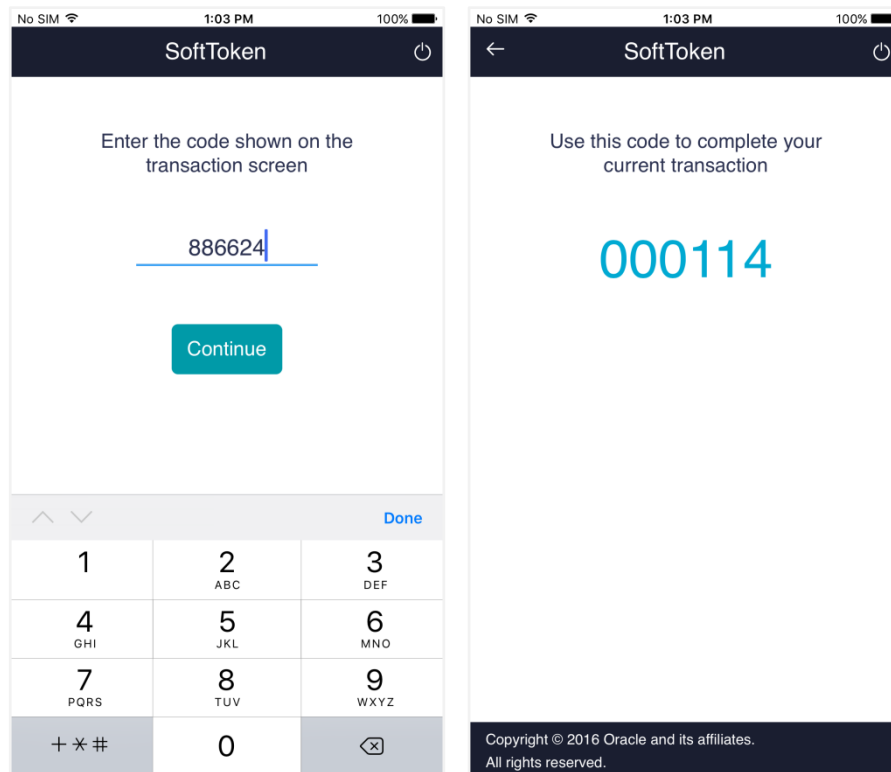 No SIM 1:03 PM 100%
SoftToken
Enter the code shown on the
transaction screen
886624
Continue
Done
1 2 3
ABC DEF
4 5 6
GHI JKL MNO
7 8 9
PQRS TUV WXYZ
+*# 0
No SIM 1:03 PM 100%
SoftToken
Use this code to complete your
current transaction
000114
Copyright © 2016 Oracle and its affiliates.
All rights reserved.